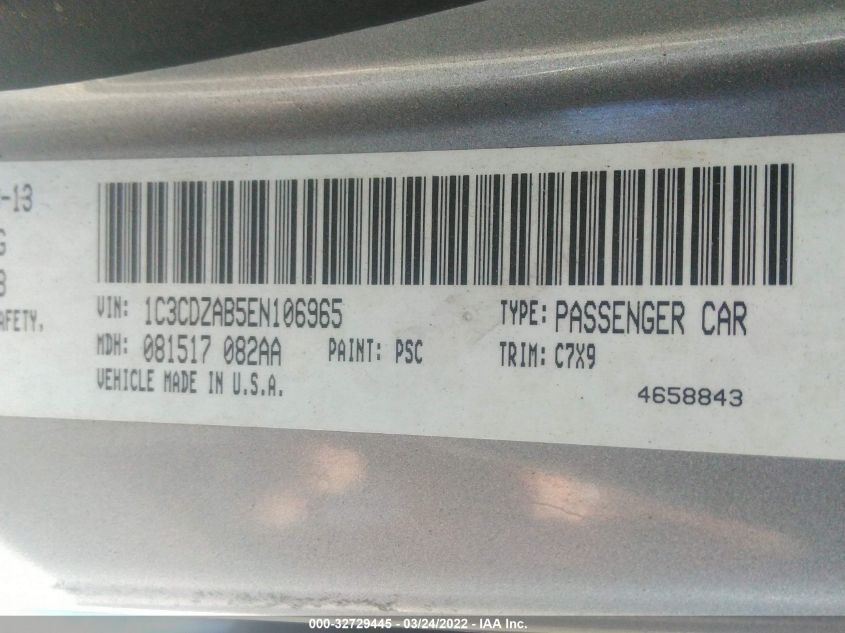 -13
G
AFETY.
VIN: 1C3CDZAB5EN106965 TYPE: PASSENGER CAR
MDH: 081517 082AA PAINT: PSC TRIM: C7X9
VEHICLE MADE IN U.S.A. 4658843
000-32729445 - 03/24/2022 - IAA Inc.